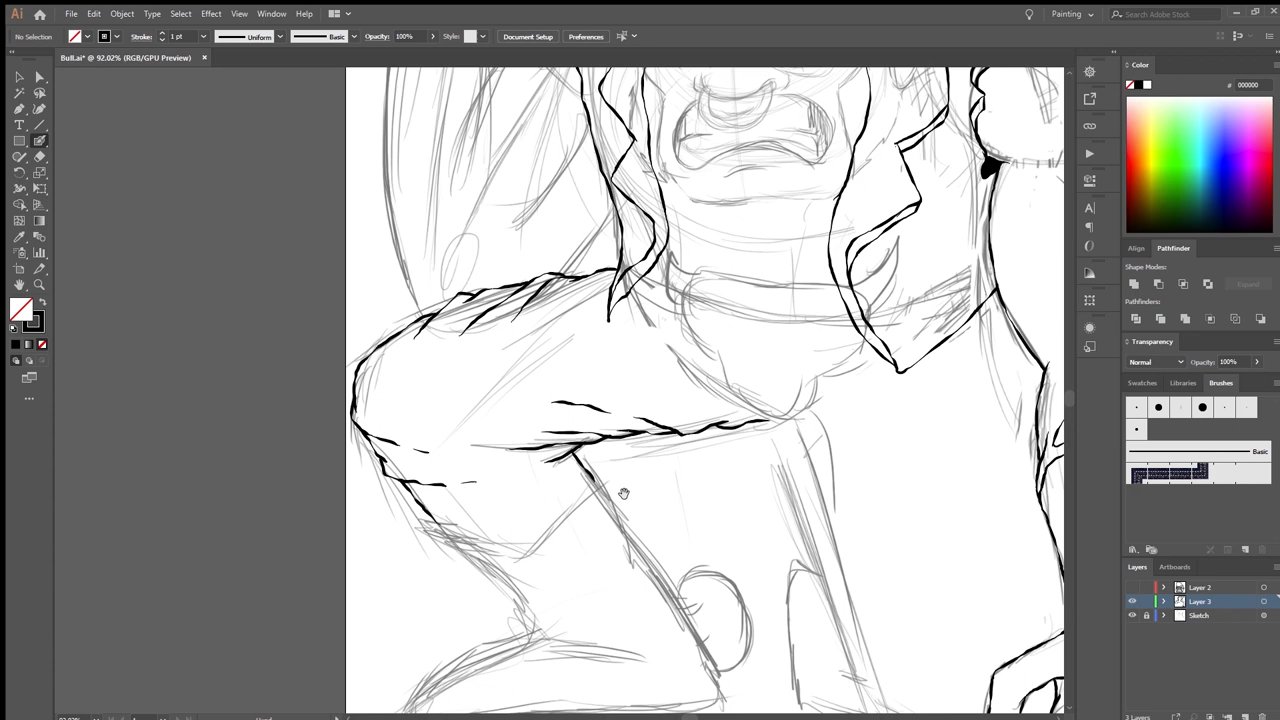 Ai File Edit Object Type Select Effect View Window Help Painting Search Adobe Stock
No Selection Stroke: 1 pt Uniform Basic Opacity: 100% Style: Document Setup Preferences
Bull.ai* @ 92.02% (RGB/GPU Preview)
Color
# 000000
Align Pathfinder
Shape Modes:
Expand
Pathfinders:
Transparency
Normal Opacity: 100%
Swatches Libraries Brushes
Basic
Layers Artboards
Layer 2
Layer 3
Sketch
3 Layers